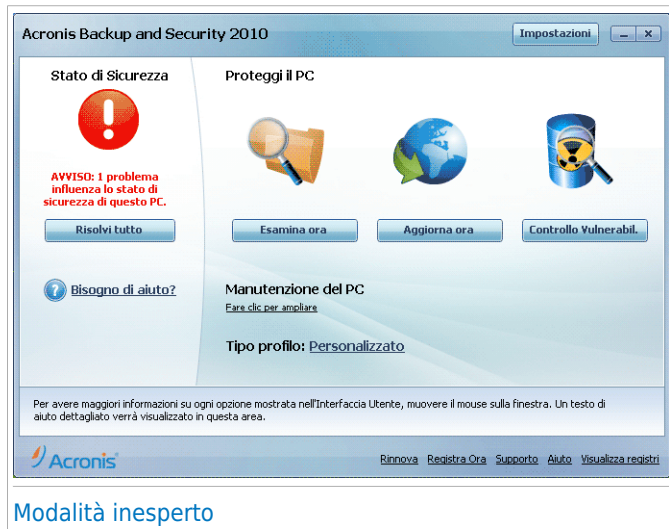 Acronis Backup and Security 2010
Impostazioni
Stato di Sicurezza
AVVISO: 1 problema
influenza lo stato di
sicurezza di questo PC.
Risolvi tutto
Bisogno di aiuto?
Proteggi il PC
Esamina ora
Aggiorna ora
Controllo Vulnerabil.
Manutenzione del PC
Fare clic per ampliare
Tipo profilo: Personalizzato
Per avere maggiori informazioni su ogni opzione mostrata nell'Interfaccia Utente, muovere il mouse sulla finestra. Un testo di
aiuto dettagliato verrà visualizzato in questa area.
Acronis
Rinnova Registra Ora Supporto Aiuto Visualizza registri
Modalità inesperto